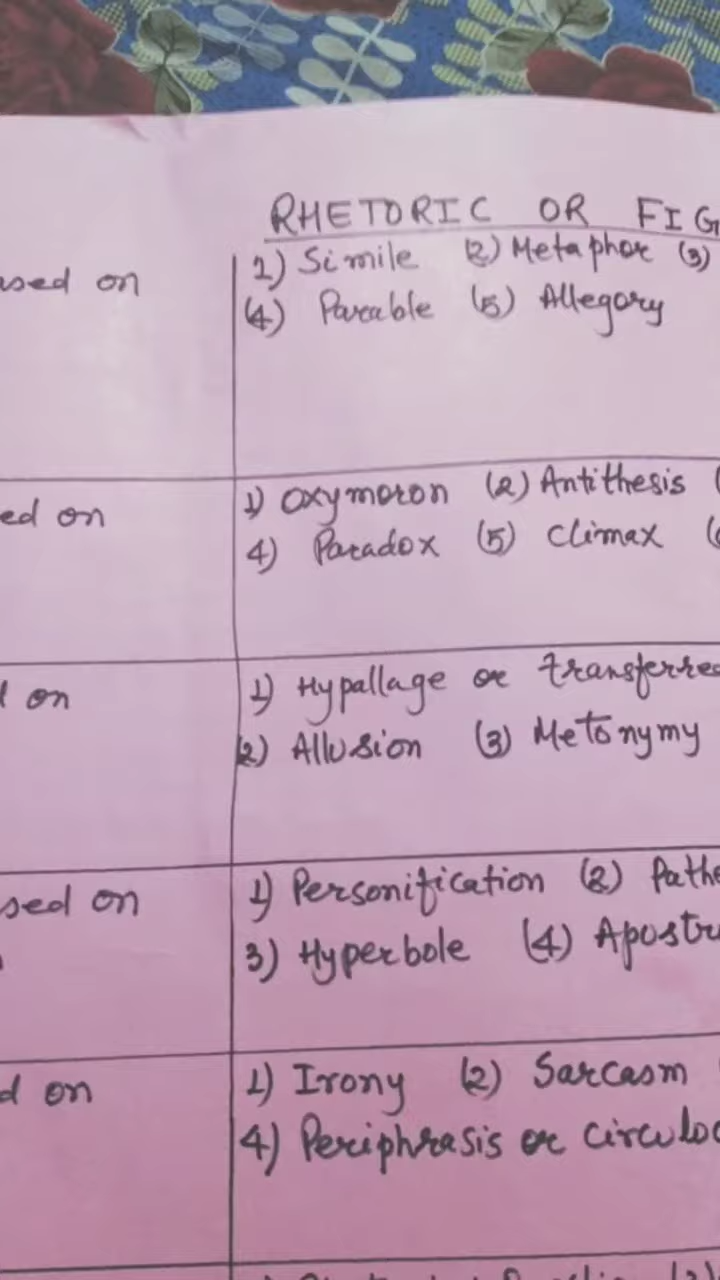 RHETORIC OR FIG
ased on
1) Simile (2) Metaphor (3)
(4) Parable (5) Allegory
ed on
1) Oxymoron (2) Antithesis (
4) Paradox (5) Climax (
d on
1) Hypallage or transferre
(2) Allusion (3) Metonymy
sed on
1) Personification (2) Pathe
3) Hyperbole (4) Apostr
d on
1) Irony (2) Sarcasm
4) Periphrasis or circuloc